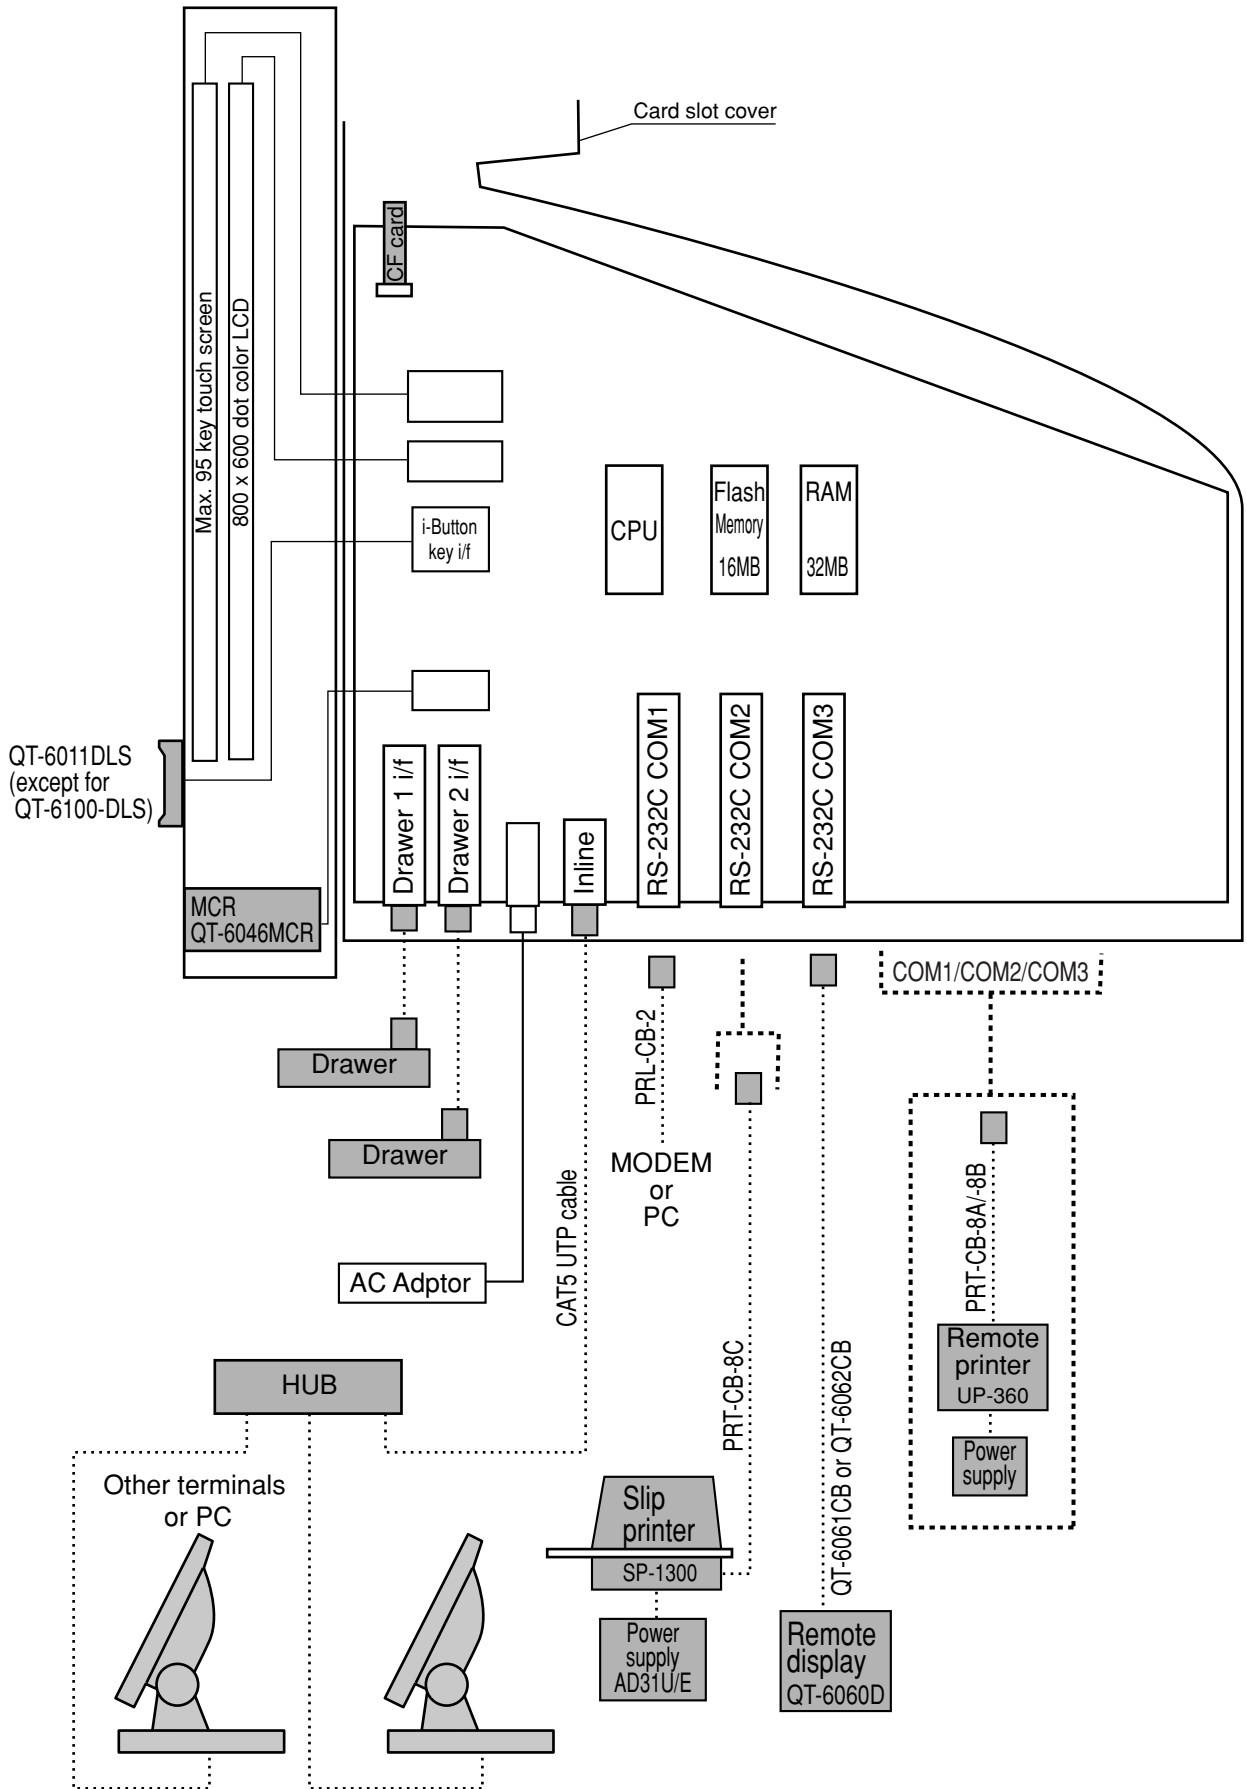 Card slot cover
CF card
Max. 95 key touch screen
800 x 600 dot color LCD
i-Button
key i/f
CPU
Flash
Memory
16MB
RAM
32MB
QT-6011DLS
(except for
QT-6100-DLS)
MCR
QT-6046MCR
Drawer 1 i/f
Drawer 2 i/f
Inline
RS-232C COM1
RS-232C COM2
RS-232C COM3
COM1/COM2/COM3
Drawer
Drawer
PRL-CB-2
MODEM
or
PC
AC Adptor
CAT5 UTP cable
PRT-CB-8C
QT-6061CB or QT-6062CB
PRT-CB-8A/-8B
Remote
printer
UP-360
Power
supply
HUB
Other terminals
or PC
Slip
printer
SP-1300
Power
supply
AD31U/E
Remote
display
QT-6060D